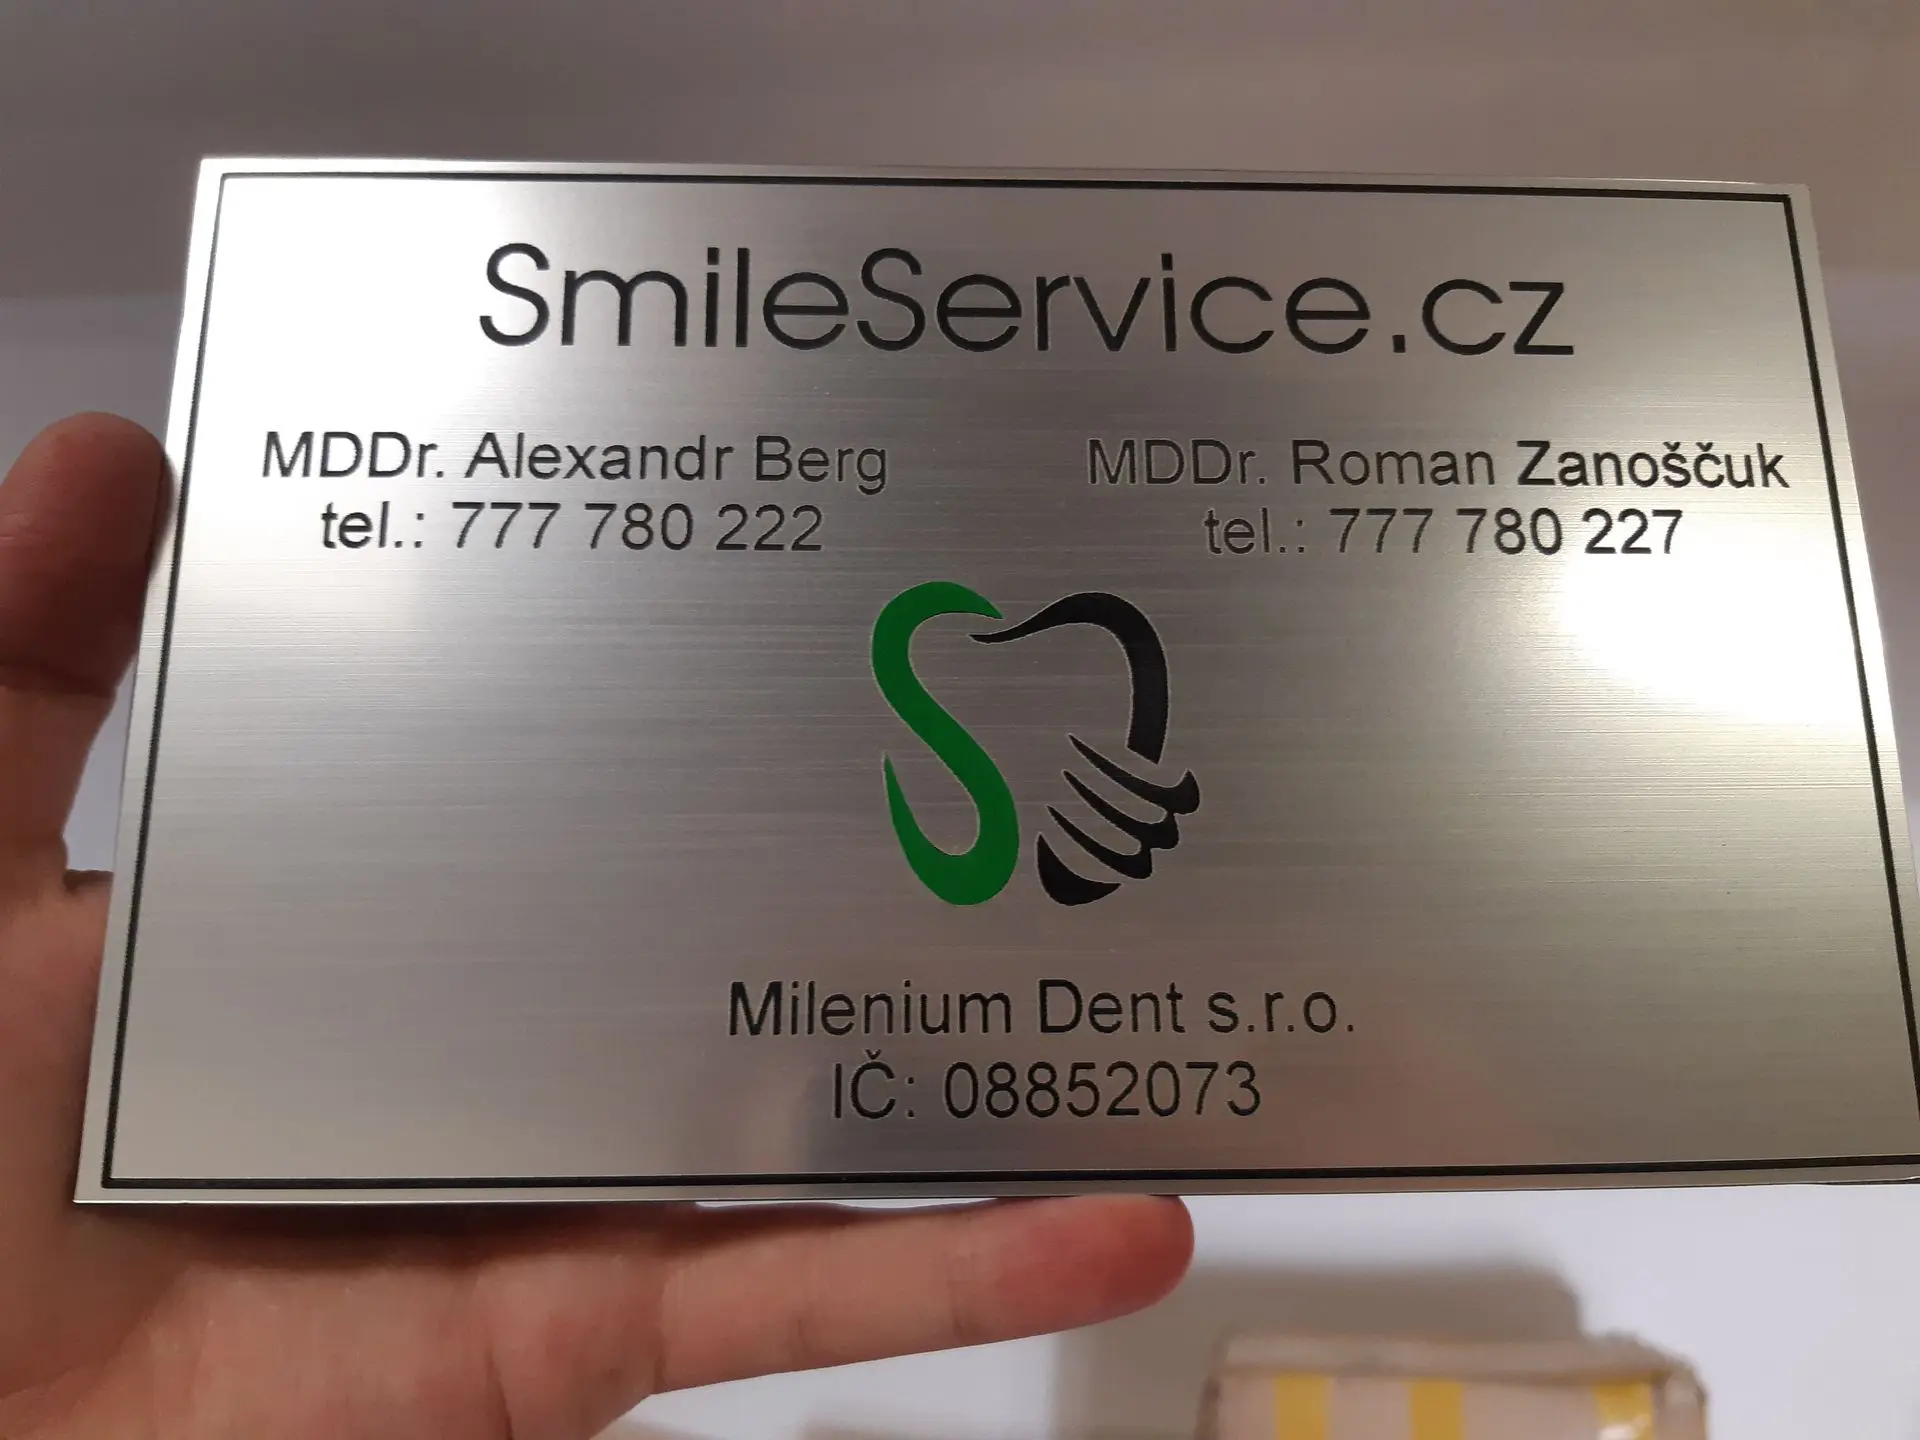 SmileService.cz
MDDr. Alexandr Berg
tel.: 777 780 222
MDDr. Roman Zanoščuk
tel.: 777 780 227
Milenium Dent s.r.o.
IČ: 08852073